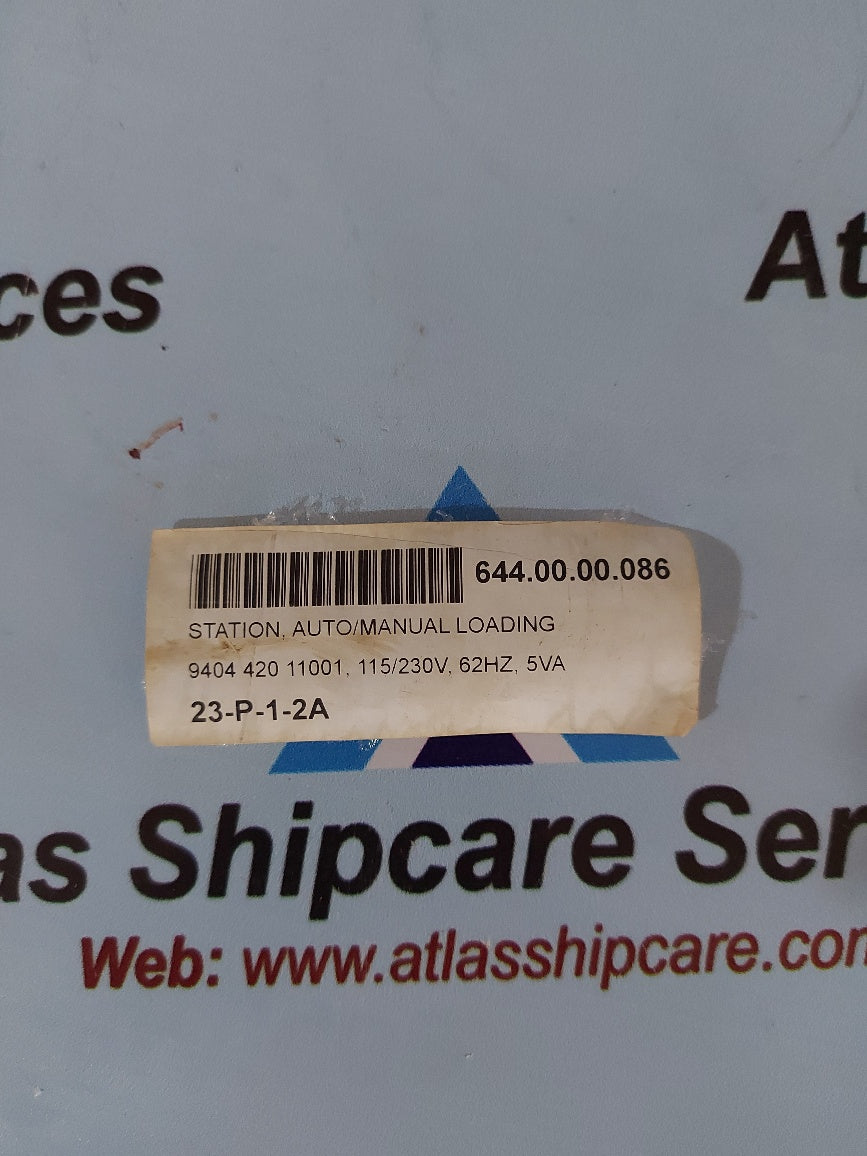 ces
At
644.00.00.086
STATION, AUTO/MANUAL LOADING
9404 420 11001, 115/230V, 62HZ, 5VA
23-P-1-2A
as Shipcare Ser
Web: www.atlasshipcare.com